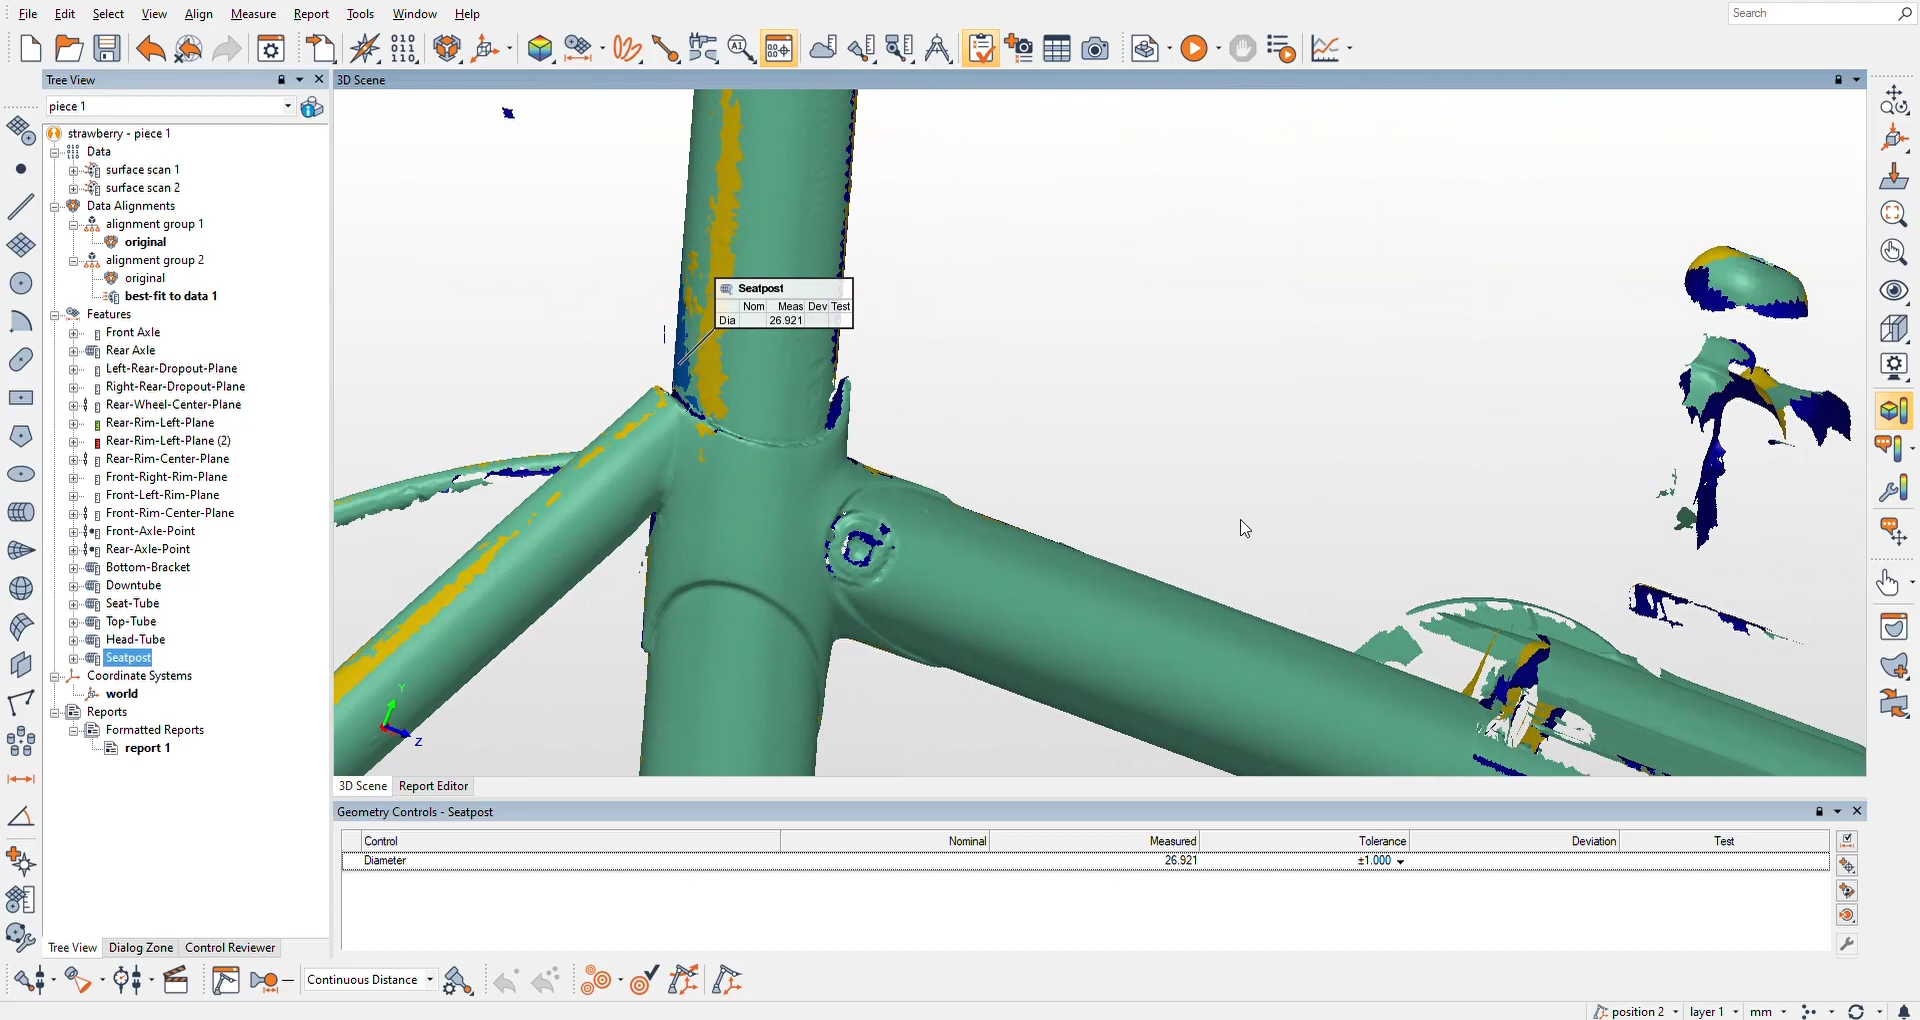 File Edit Select View Align Measure Report Tools Window Help
Search
Tree View
3D Scene
piece 1
strawberry - piece 1
Data
surface scan 1
surface scan 2
Data Alignments
alignment group 1
original
alignment group 2
original
best-fit to data 1
Features
Front Axle
Rear Axle
Left-Rear-Dropout-Plane
Right-Rear-Dropout-Plane
Rear-Wheel-Center-Plane
Rear-Rim-Left-Plane
Rear-Rim-Left-Plane (2)
Rear-Rim-Center-Plane
Front-Right-Rim-Plane
Front-Left-Rim-Plane
Front-Rim-Center-Plane
Front-Axle-Point
Rear-Axle-Point
Bottom-Bracket
Downtube
Seat-Tube
Top-Tube
Head-Tube
Seatpost
Coordinate Systems
world
Reports
Formatted Reports
report 1
Tree View Dialog Zone Control Reviewer
Seatpost
Nom Meas Dev Test
Dia 26.921
Y
Z
3D Scene Report Editor
Geometry Controls - Seatpost
Control Nominal Measured Tolerance Deviation Test
Diameter 26.921 ±1.000
Continuous Distance
position 2 layer 1 mm